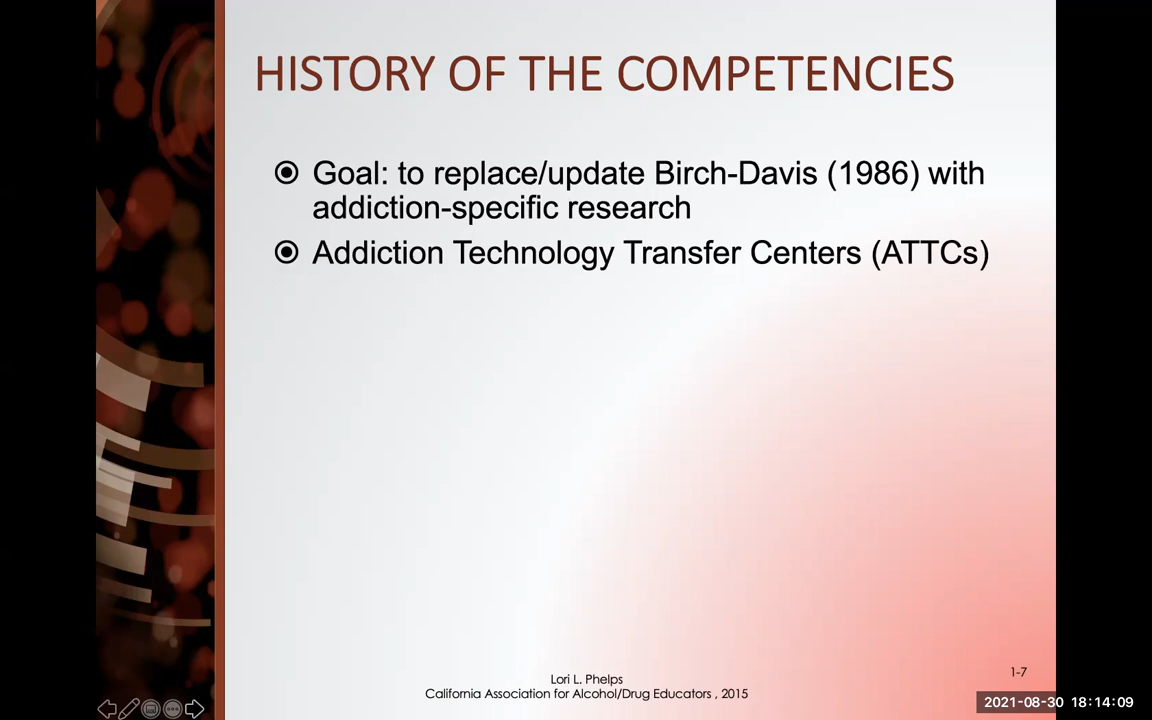 HISTORY OF THE COMPETENCIES
Goal: to replace/update Birch-Davis (1986) with
addiction-specific research
Addiction Technology Transfer Centers (ATTCs)
Lori L. Phelps
California Association for Alcohol/Drug Educators , 2015
1-7
2021-08-30 18:14:09